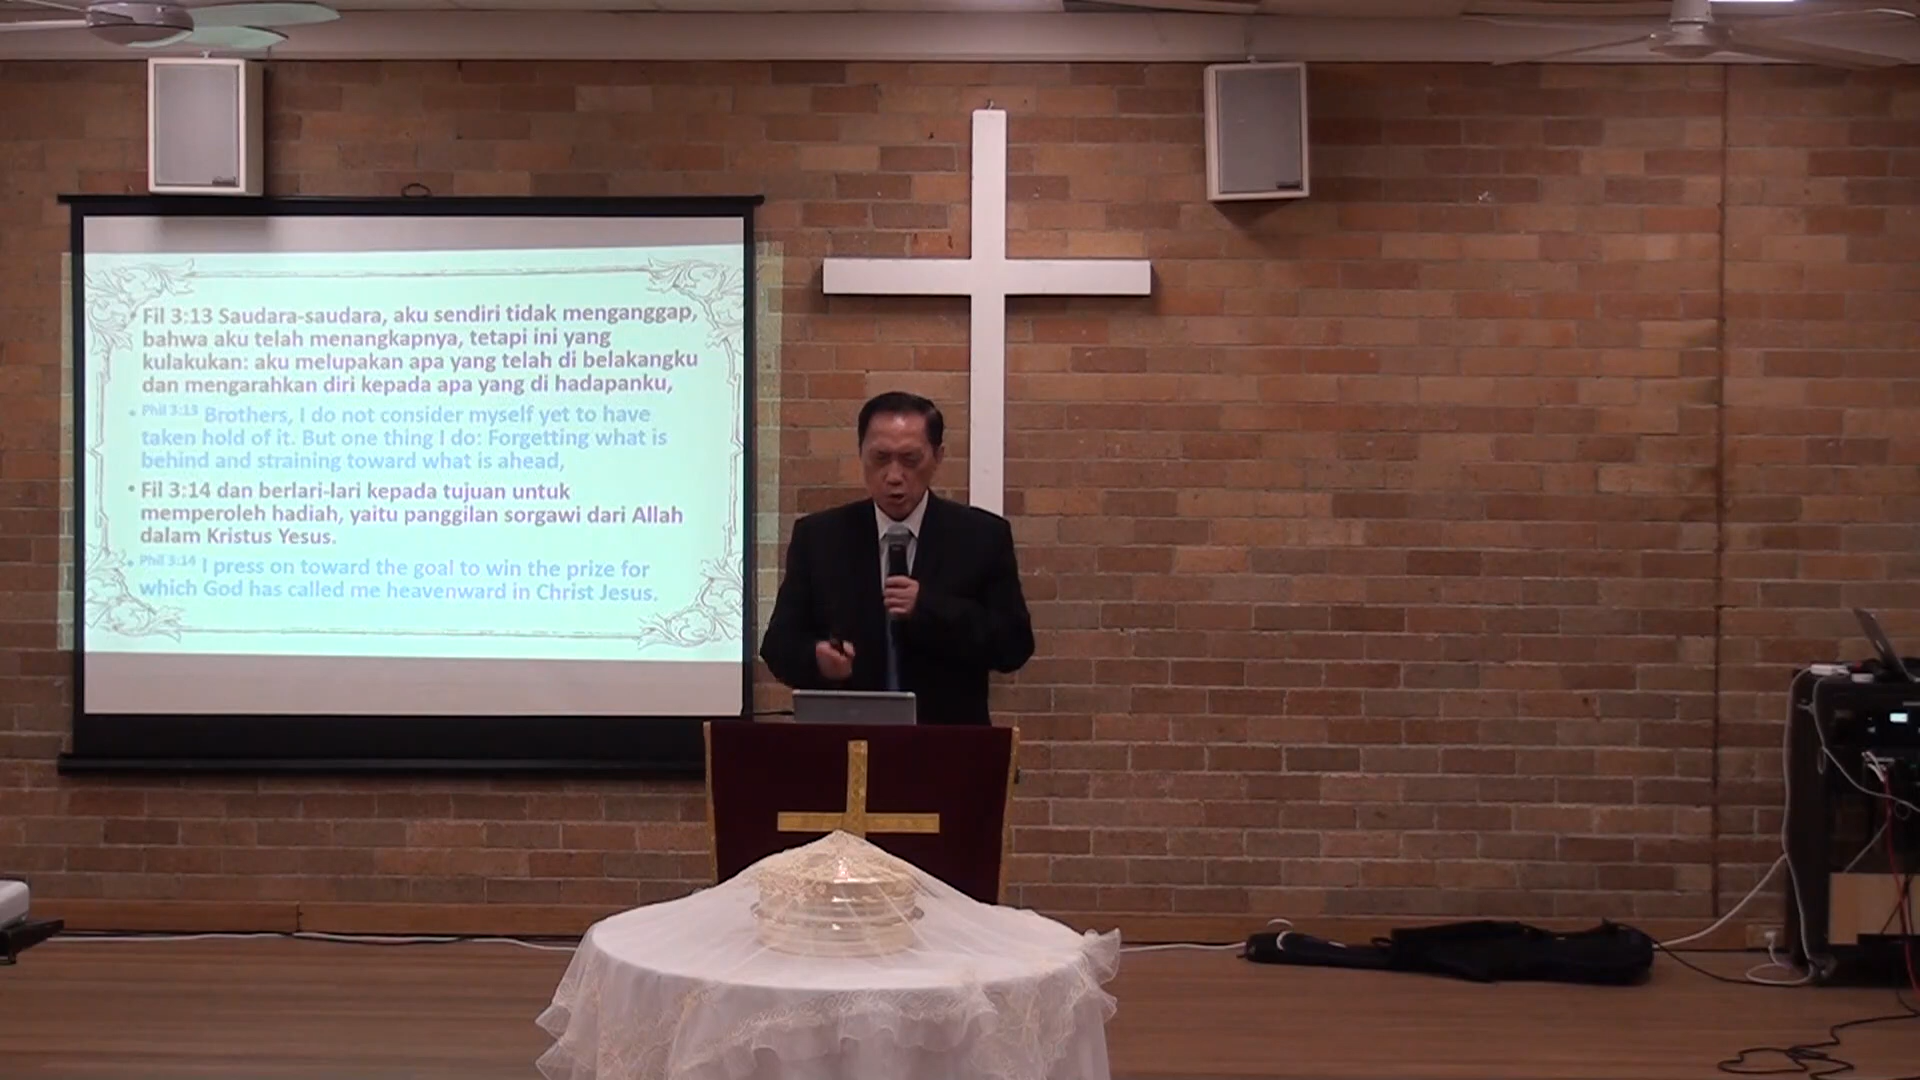 • Fil 3:13 Saudara-saudara, aku sendiri tidak menganggap,
bahwa aku telah menangkapnya, tetapi ini yang
kulakukan: aku melupakan apa yang telah di belakangku
dan mengarahkan diri kepada apa yang di hadapanku,
• Phil 3:13 Brothers, I do not consider myself yet to have
taken hold of it. But one thing I do: Forgetting what is
behind and straining toward what is ahead,
• Fil 3:14 dan berlari-lari kepada tujuan untuk
memperoleh hadiah, yaitu panggilan sorgawi dari Allah
dalam Kristus Yesus.
• Phil 3:14 I press on toward the goal to win the prize for
which God has called me heavenward in Christ Jesus.